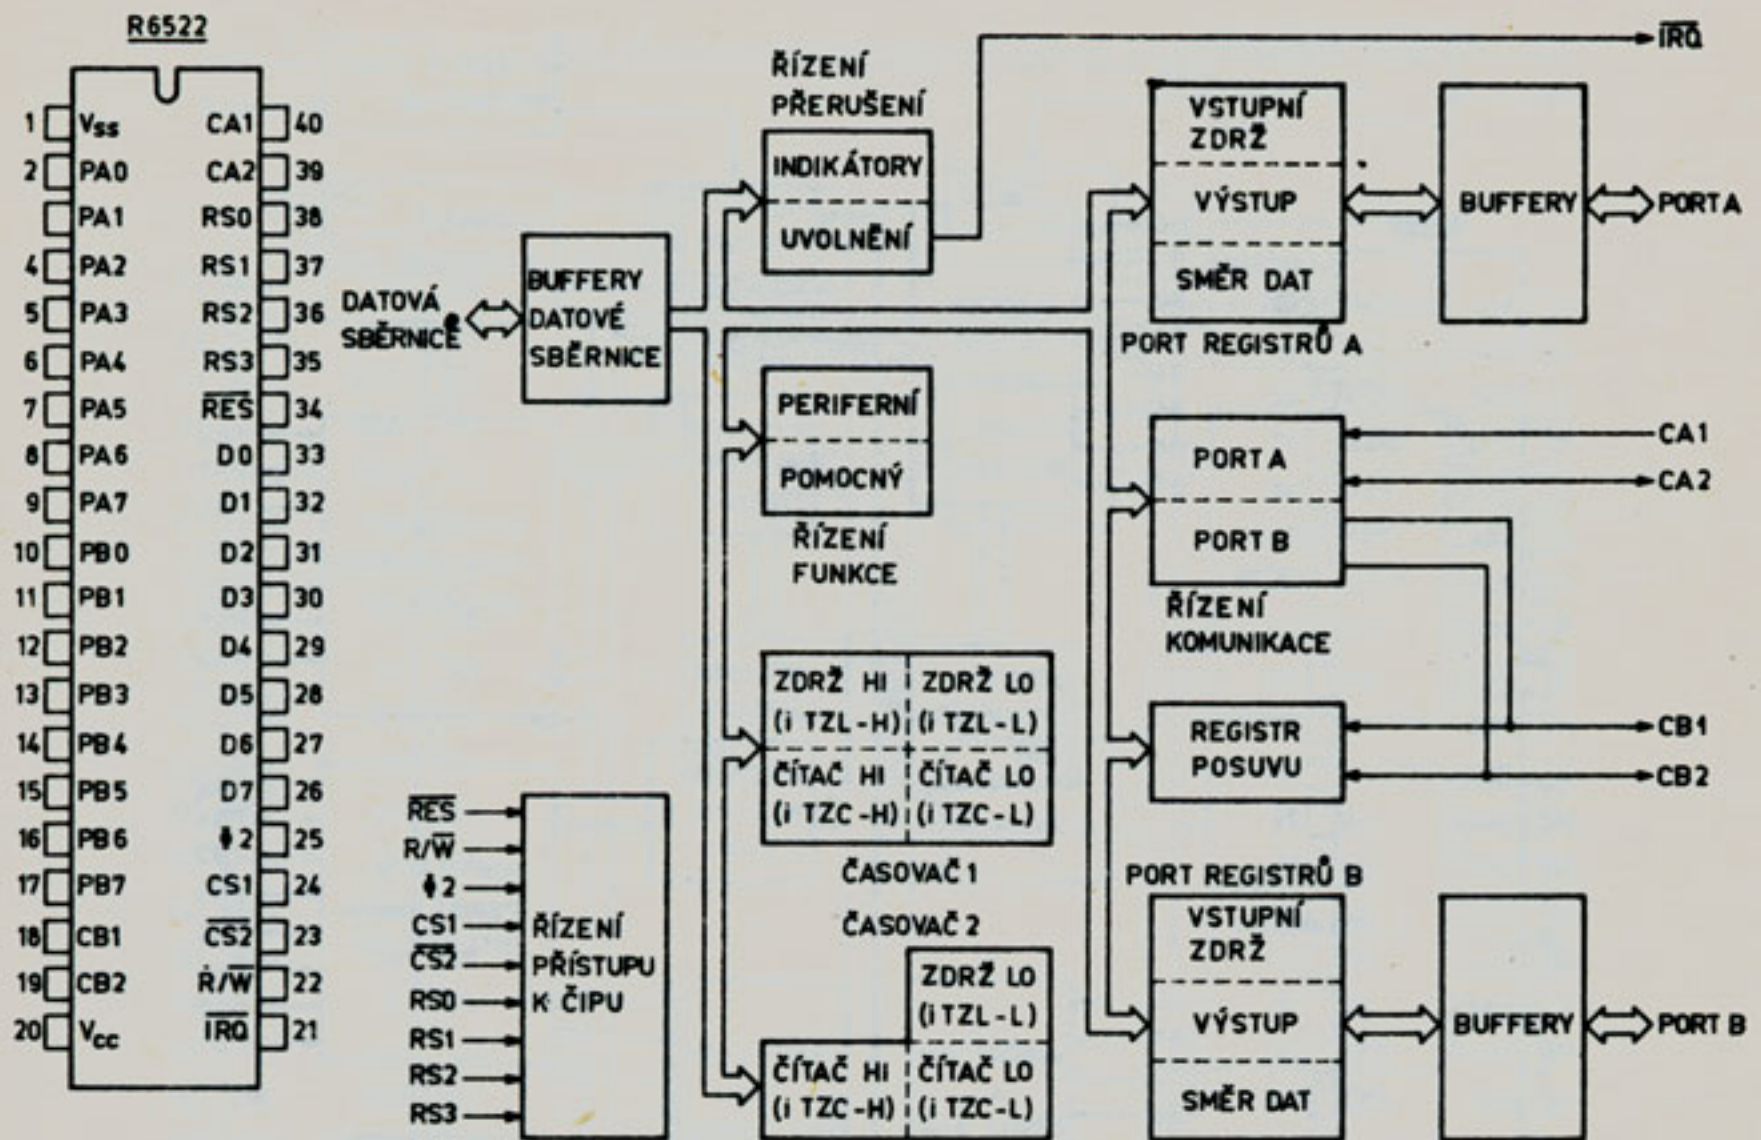 R6522
1 Vss CA1 40
2 PA0 CA2 39
PA1 RS0 38
4 PA2 RS1 37
5 PA3 RS2 36
6 PA4 RS3 35
7 PA5 R̅E̅S̅ 34
8 PA6 D0 33
9 PA7 D1 32
10 PB0 D2 31
11 PB1 D3 30
12 PB2 D4 29
13 PB3 D5 28
14 PB4 D6 27
15 PB5 D7 26
16 PB6 ϕ2 25
17 PB7 CS1 24
18 CB1 C̅S̅2̅ 23
19 CB2 R/W̅ 22
20 Vcc I̅R̅Q̅ 21
DATOVÁ
SBĚRNICE
BUFFERY
DATOVÉ
SBĚRNICE
R̅E̅S̅
R/W̅
ϕ2
CS1
C̅S̅2̅
RS0
RS1
RS2
RS3
ŘÍZENÍ
PŘÍSTUPU
K ČIPU
ŘÍZENÍ
PŘERUŠENÍ
INDIKÁTORY
UVOLNĚNÍ
I̅R̅Q̅
PERIFERNÍ
POMOCNÝ
ŘÍZENÍ
FUNKCE
ZDRŽ HI ZDRŽ LO
(i TZL-H) (i TZL-L)
ČÍTAČ HI ČÍTAČ LO
(i TZC-H) (i TZC-L)
ČASOVAČ 1
ČASOVAČ 2
ZDRŽ LO
(i TZL-L)
ČÍTAČ HI ČÍTAČ LO
(i TZC-H) (i TZC-L)
VSTUPNÍ
ZDRŽ
VÝSTUP
SMĚR DAT
BUFFERY
PORT A
PORT REGISTRŮ A
PORT A
PORT B
CA1
CA2
ŘÍZENÍ
KOMUNIKACE
REGISTR
POSUVU
CB1
CB2
PORT REGISTRŮ B
VSTUPNÍ
ZDRŽ
VÝSTUP
SMĚR DAT
BUFFERY
PORT B